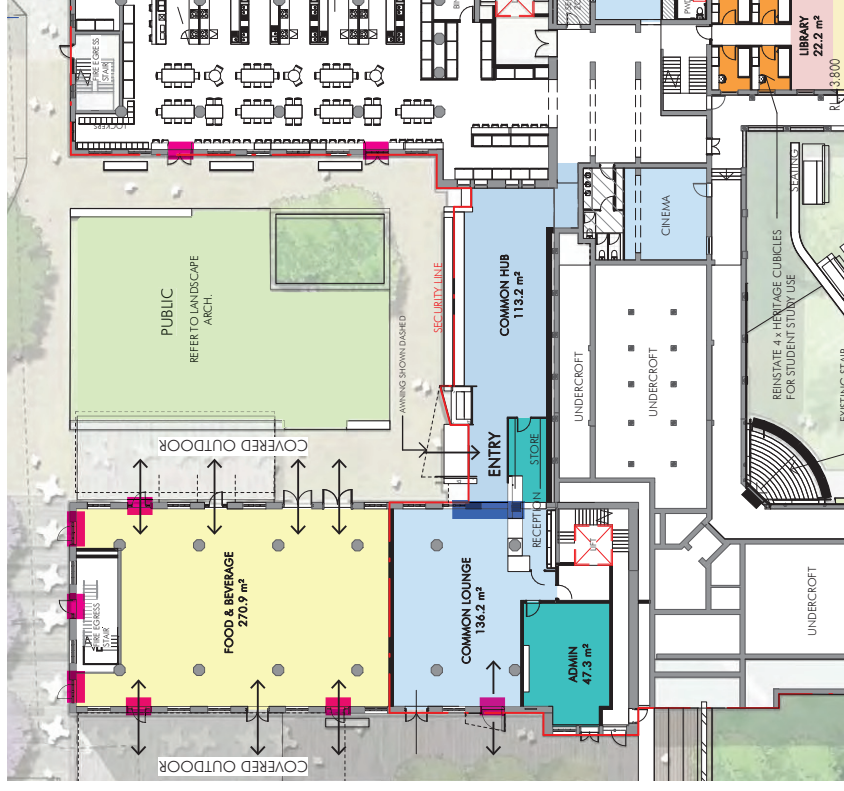 FIRE EGRESS
STAIR
LOCKERS
LIBRARY
22.2 m²
RL 43.800
SEATING
CINEMA
PUBLIC
REFER TO LANDSCAPE
ARCH.
SECURITY LINE
COMMON HUB
113.2 m²
REINSTATE 4 x HERITAGE CUBICLES
FOR STUDENT STUDY USE
AWNING SHOWN DASHED
UNDERCROFT
UNDERCROFT
EXISTING STAIR
COVERED OUTDOOR
ENTRY
STORE
RECEPTION
LIFT
FOOD & BEVERAGE
270.9 m²
COMMON LOUNGE
136.2 m²
FIRE EGRESS
STAIR
UNDERCROFT
ADMIN
47.3 m²
COVERED OUTDOOR